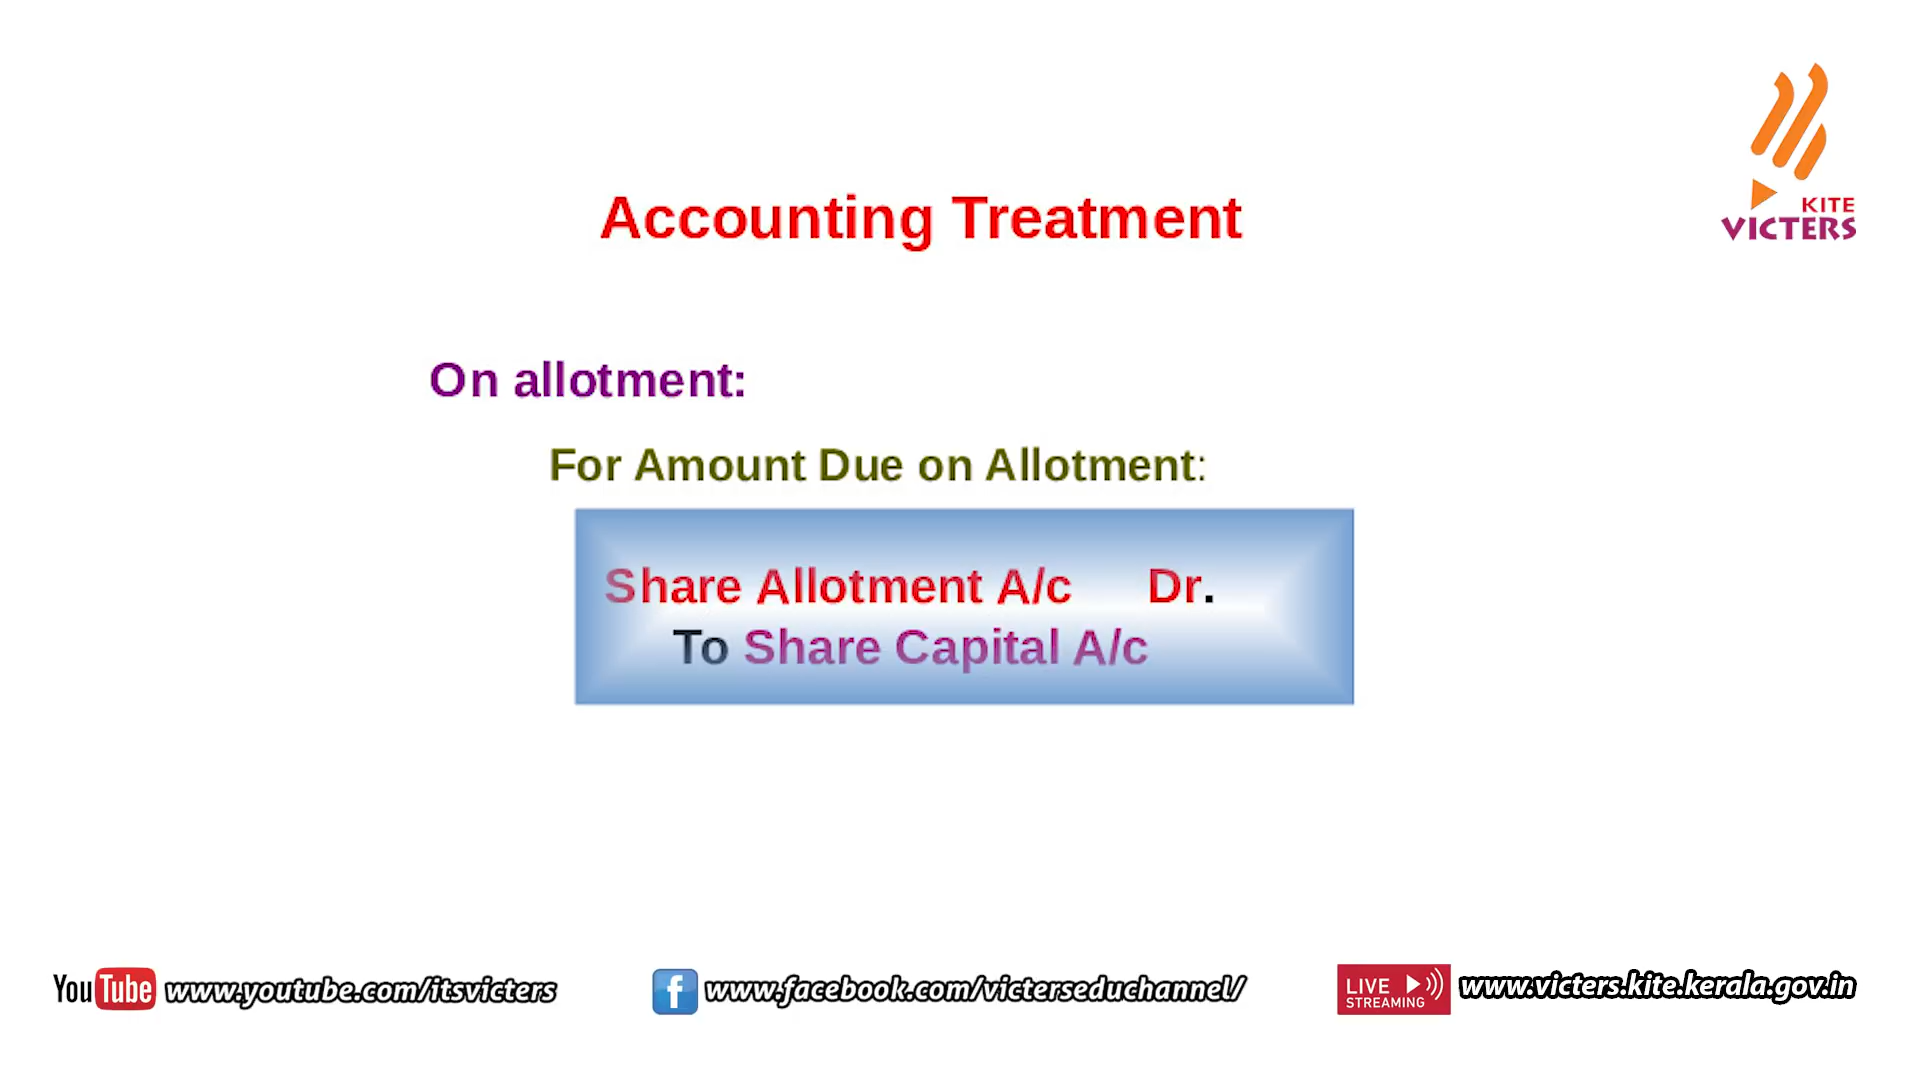 Accounting Treatment
KITE
VICTERS
On allotment:
For Amount Due on Allotment:
Share Allotment A/c Dr.
To Share Capital A/c
YouTube www.youtube.com/itsvicters
f www.facebook.com/victerseduchannel/
LIVE STREAMING www.victers.kite.kerala.gov.in